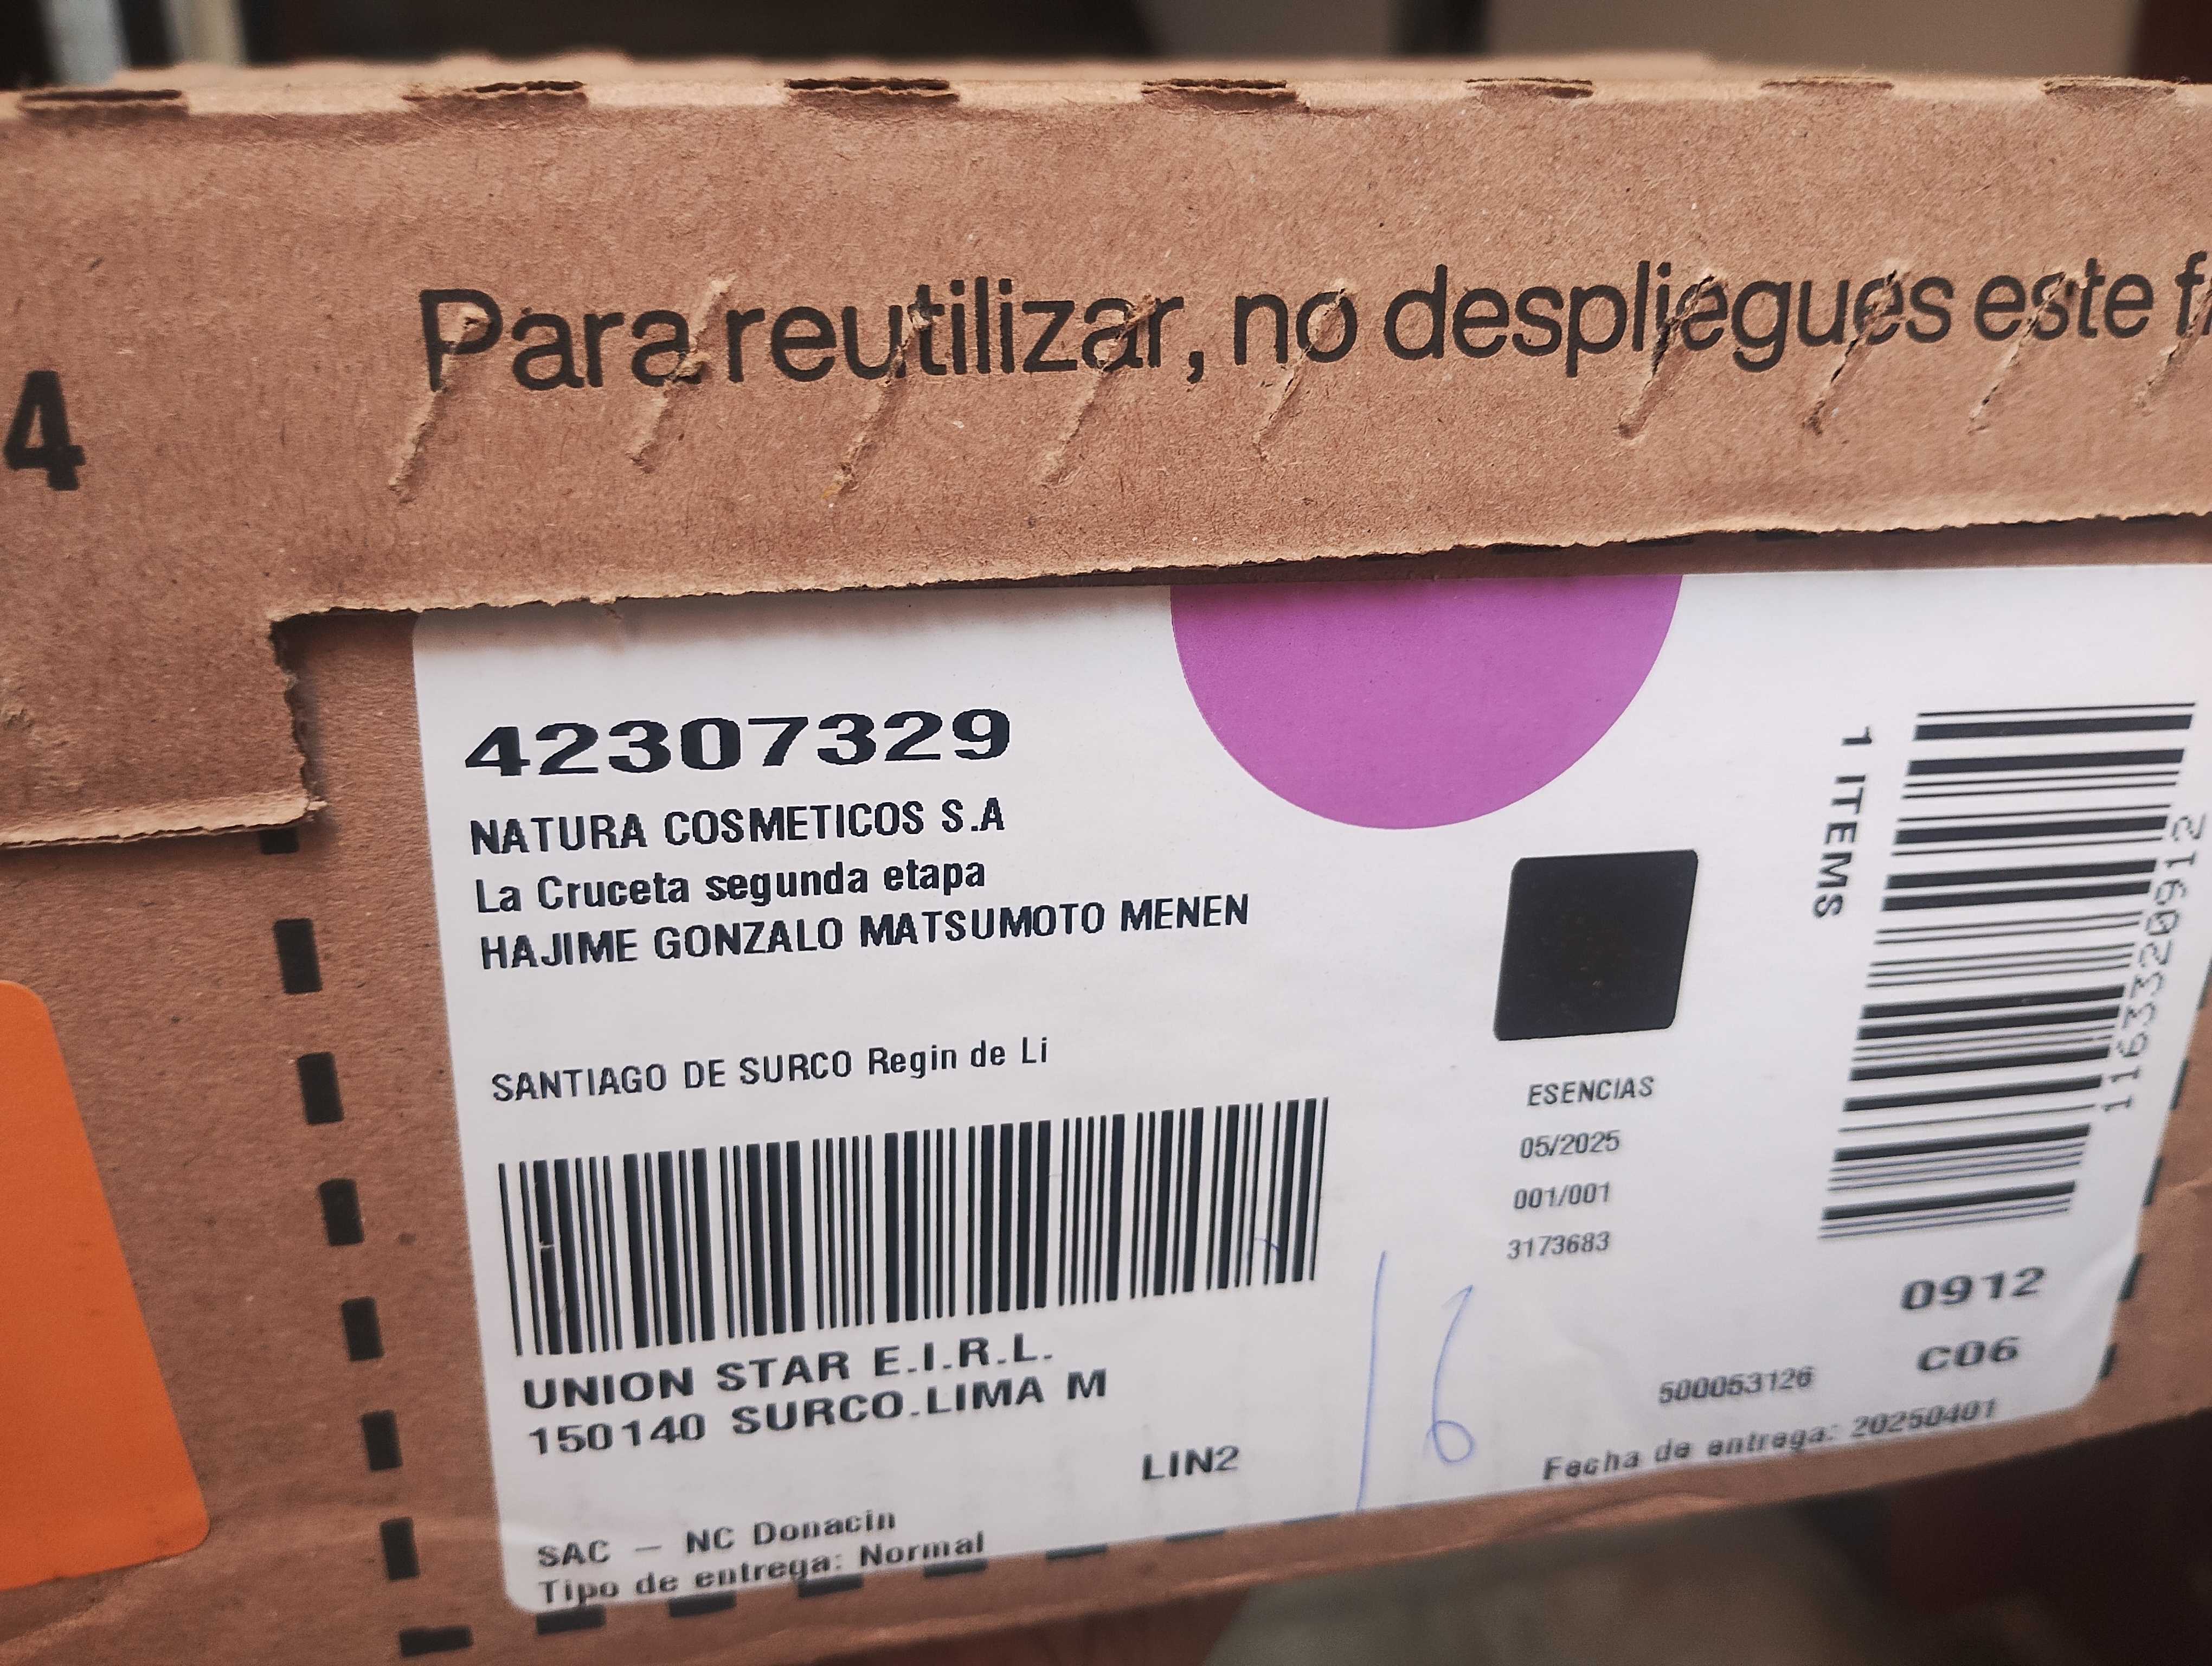 4
Para reutilizar, no despliegues este
42307329
NATURA COSMETICOS S.A
La Cruceta segunda etapa
HAJIME GONZALO MATSUMOTO MENEN
SANTIAGO DE SURCO Regin de Li
UNION STAR E.I.R.L.
150140 SURCO.LIMA M
LIN2
SAC - NC Donacin
Tipo de entrega: Normal
16
ESENCIAS
05/2025
001/001
3173683
1 ITEMS
11633209​12
0912
C06
500053126
Fecha de entrega: 20250401